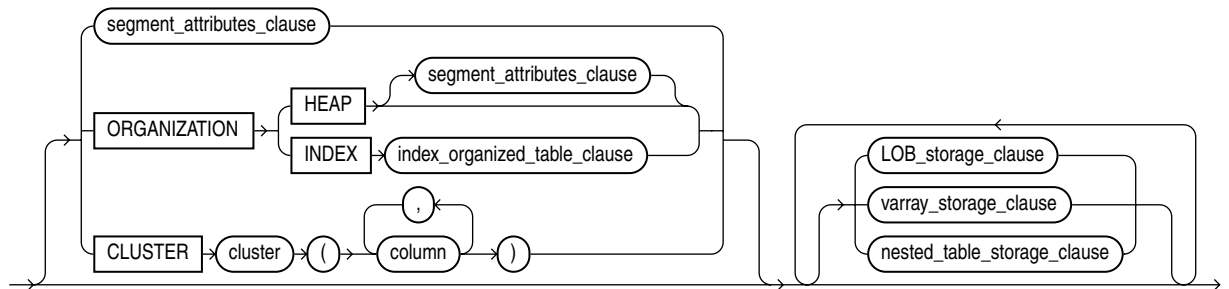 segment_attributes_clause
segment_attributes_clause
HEAP
ORGANIZATION
INDEX index_organized_table_clause
LOB_storage_clause
,
varray_storage_clause
CLUSTER cluster ( column )
nested_table_storage_clause